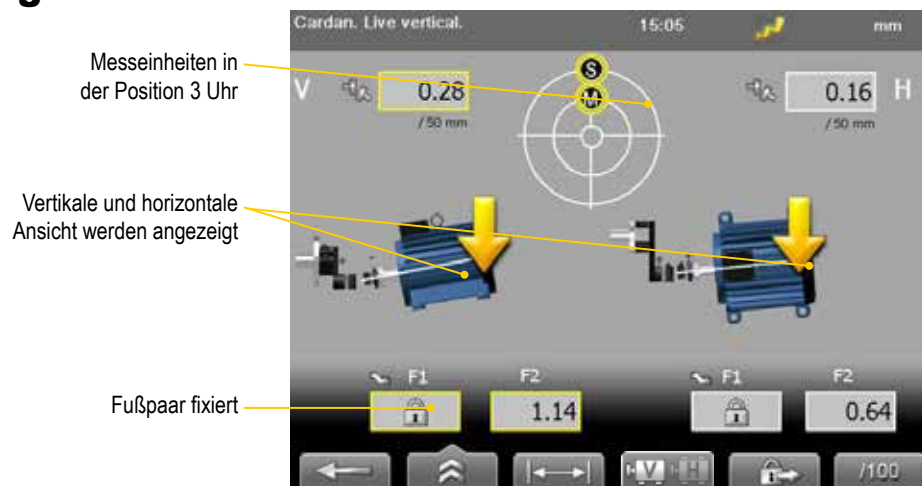 Cardan. Live vertical. 15:05 mm
Messeinheiten in
der Position 3 Uhr
V 0.28 S 0.16 H
M
/ 50 mm / 50 mm
Vertikale und horizontale
Ansicht werden angezeigt
F1 F2 F1 F2
Fußpaar fixiert
1.14 0.64
V H /100